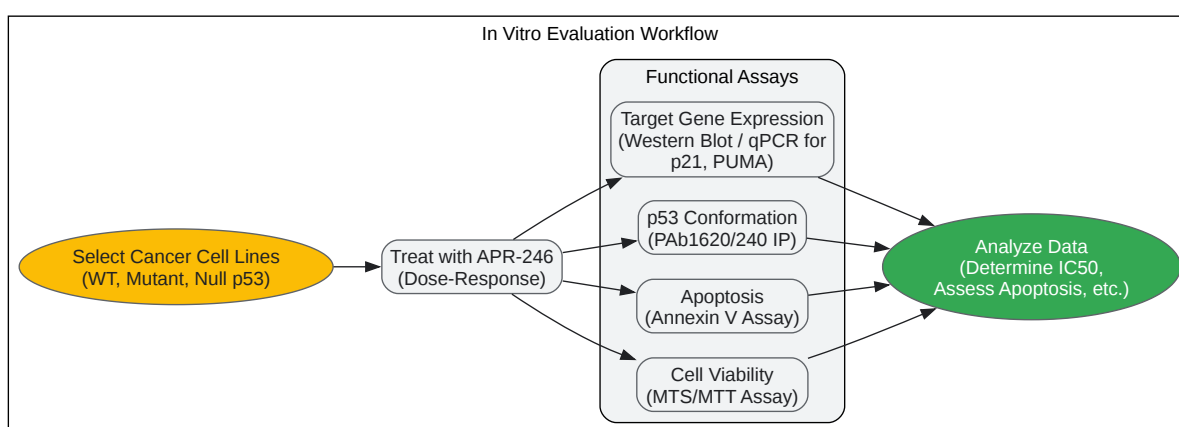 In Vitro Evaluation Workflow
Functional Assays
Select Cancer Cell Lines
(WT, Mutant, Null p53)
Treat with APR-246
(Dose-Response)
Target Gene Expression
(Western Blot / qPCR for
p21, PUMA)
p53 Conformation
(PAb1620/240 IP)
Apoptosis
(Annexin V Assay)
Cell Viability
(MTS/MTT Assay)
Analyze Data
(Determine IC50,
Assess Apoptosis, etc.)